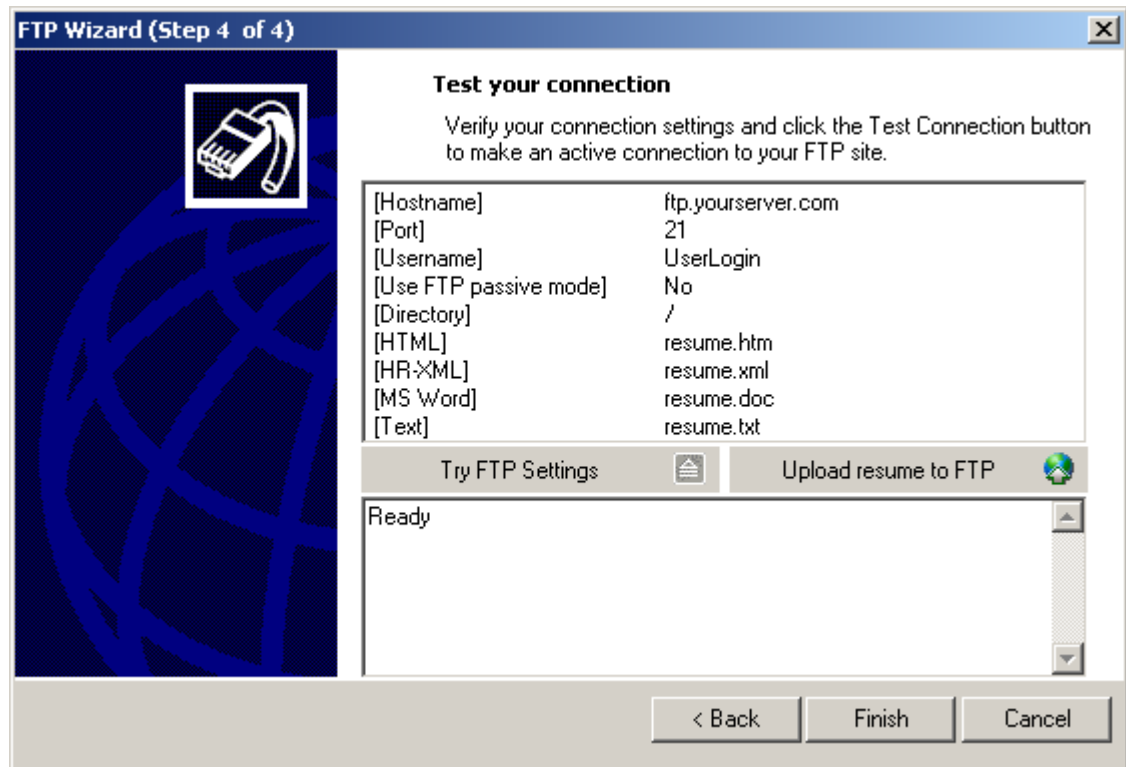 FTP Wizard (Step 4 of 4)
Test your connection
Verify your connection settings and click the Test Connection button
to make an active connection to your FTP site.
[Hostname] ftp.yourserver.com
[Port] 21
[Username] UserLogin
[Use FTP passive mode] No
[Directory] /
[HTML] resume.htm
[HR-XML] resume.xml
[MS Word] resume.doc
[Text] resume.txt
Try FTP Settings Upload resume to FTP
Ready
< Back Finish Cancel